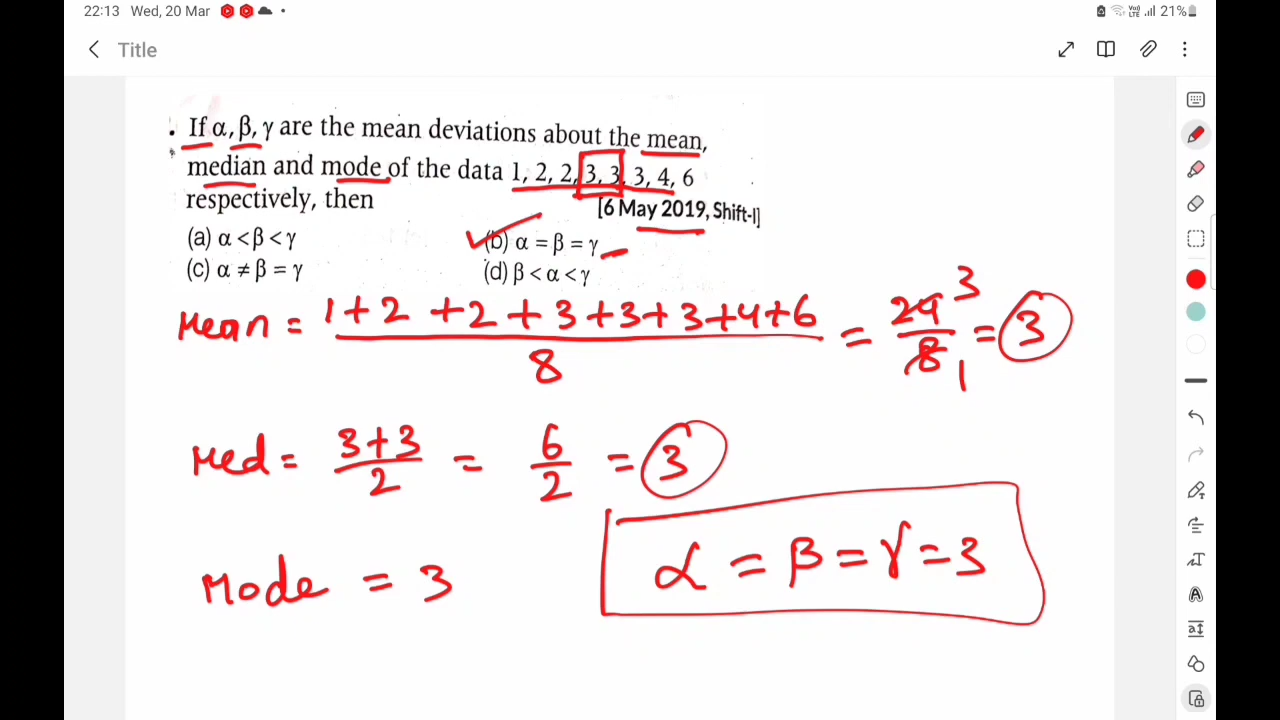 22:13 Wed, 20 Mar
21%
Title
. If α, β, γ are the mean deviations about the mean,
median and mode of the data 1, 2, 2, 3, 3, 3, 4, 6
respectively, then
[6 May 2019, Shift-I]
(a) α < β < γ
(b) α = β = γ
(c) α ≠ β = γ
(d) β < α < γ
Mean = 1+2+2+3+3+3+4+6 / 8 = 24/8 = 3
3
1
Med = 3+3/2 = 6/2 = 3
Mode = 3
α = β = γ = 3